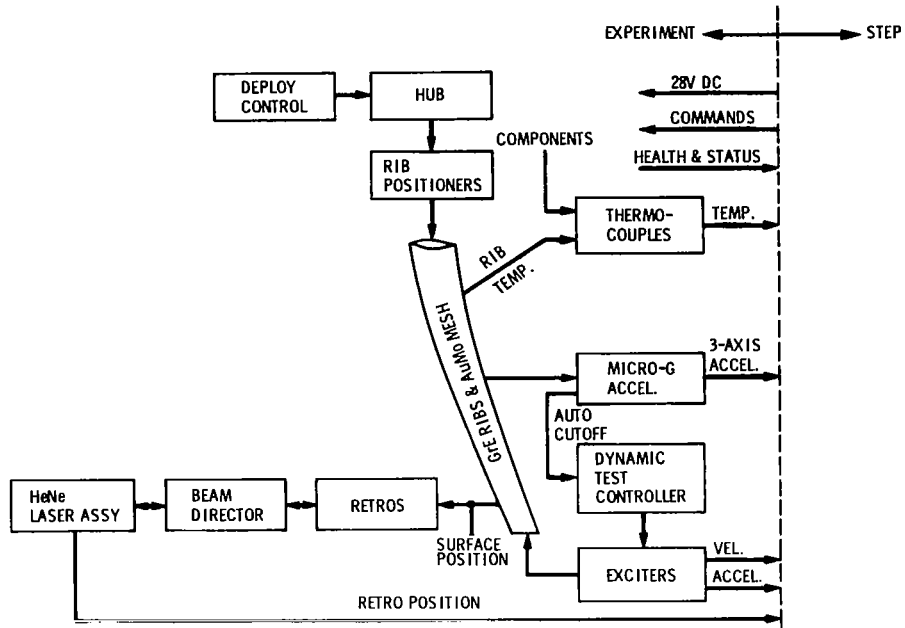 EXPERIMENT
STEP
28V DC
COMMANDS
HEALTH & STATUS
DEPLOY
CONTROL
HUB
COMPONENTS
RIB
POSITIONERS
THERMO-
COUPLES
TEMP.
RIB
TEMP.
GrE RIBS & AuMo MESH
MICRO-G
ACCEL.
3-AXIS
ACCEL.
AUTO
CUTOFF
DYNAMIC
TEST
CONTROLLER
HeNe
LASER ASSY
BEAM
DIRECTOR
RETROS
SURFACE
POSITION
EXCITERS
VEL.
ACCEL.
RETRO POSITION